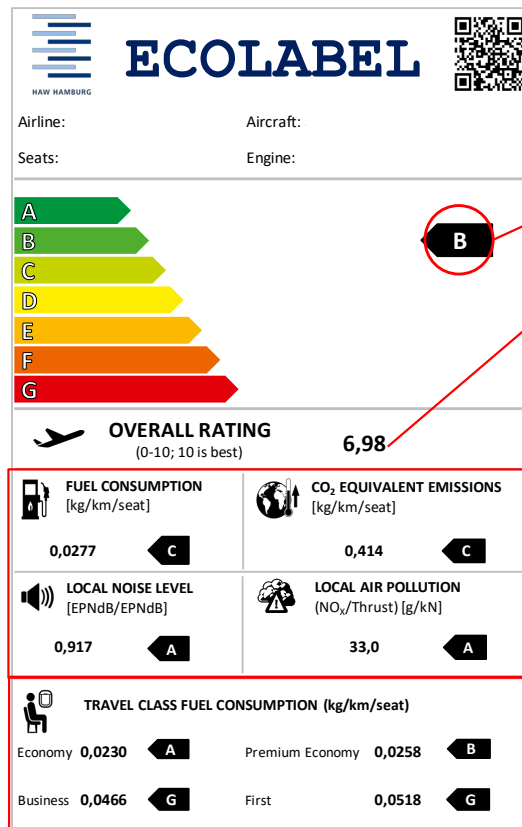 HAW HAMBURG
ECOLABEL
Airline: Aircraft:
Seats: Engine:
A
B
B
C
D
E
F
G
OVERALL RATING
(0-10; 10 is best)
6,98
FUEL CONSUMPTION
[kg/km/seat]
0,0277 C
CO₂ EQUIVALENT EMISSIONS
[kg/km/seat]
0,414 C
LOCAL NOISE LEVEL
[EPNdB/EPNdB]
0,917 A
LOCAL AIR POLLUTION
(NOₓ/Thrust) [g/kN]
33,0 A
TRAVEL CLASS FUEL CONSUMPTION (kg/km/seat)
Economy 0,0230 A Premium Economy 0,0258 B
Business 0,0466 G First 0,0518 G